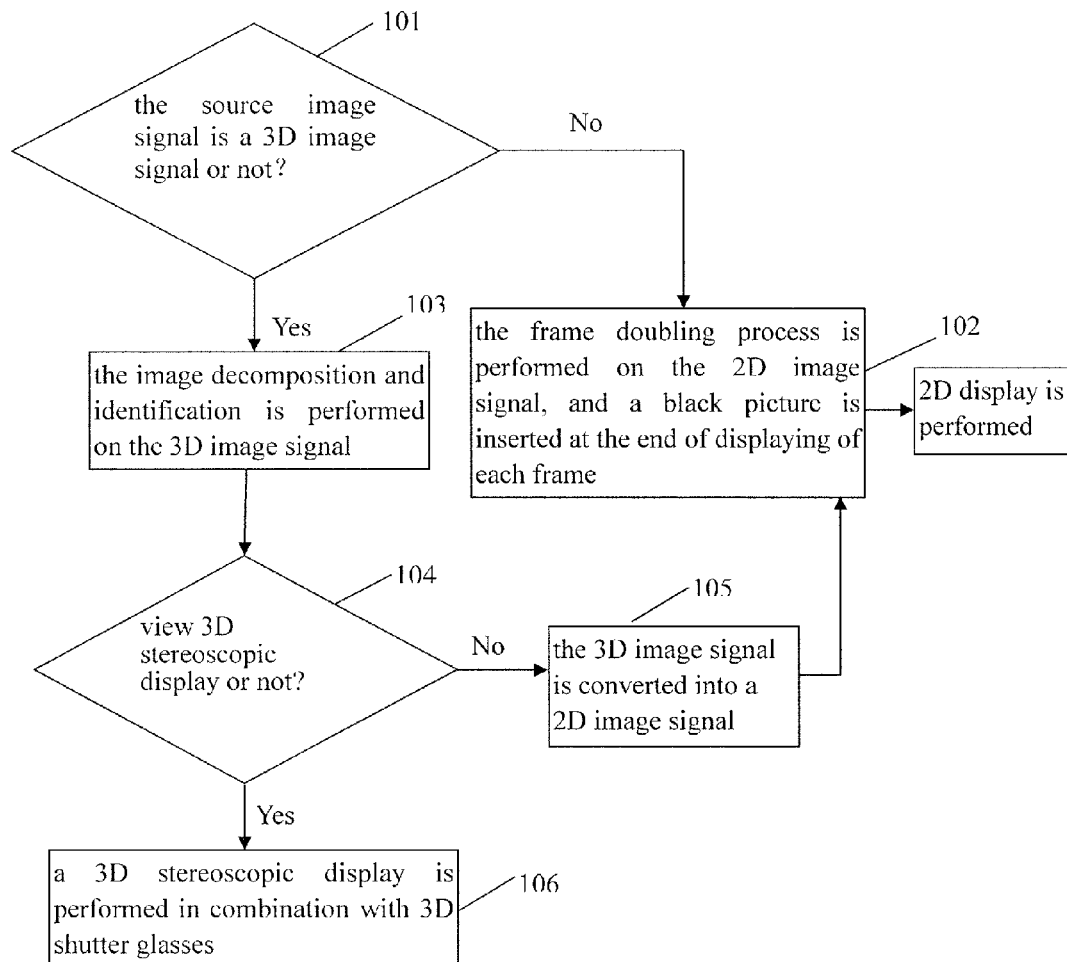 101
the source image
signal is a 3D image
signal or not?
No
Yes
103
the image decomposition and
identification is performed
on the 3D image signal
the frame doubling process is
performed on the 2D image
signal, and a black picture is
inserted at the end of displaying of
each frame
102
2D display is
performed
104
view 3D
stereoscopic
display or not?
No
105
the 3D image signal
is converted into a
2D image signal
Yes
a 3D stereoscopic display is
performed in combination with 3D
shutter glasses
106